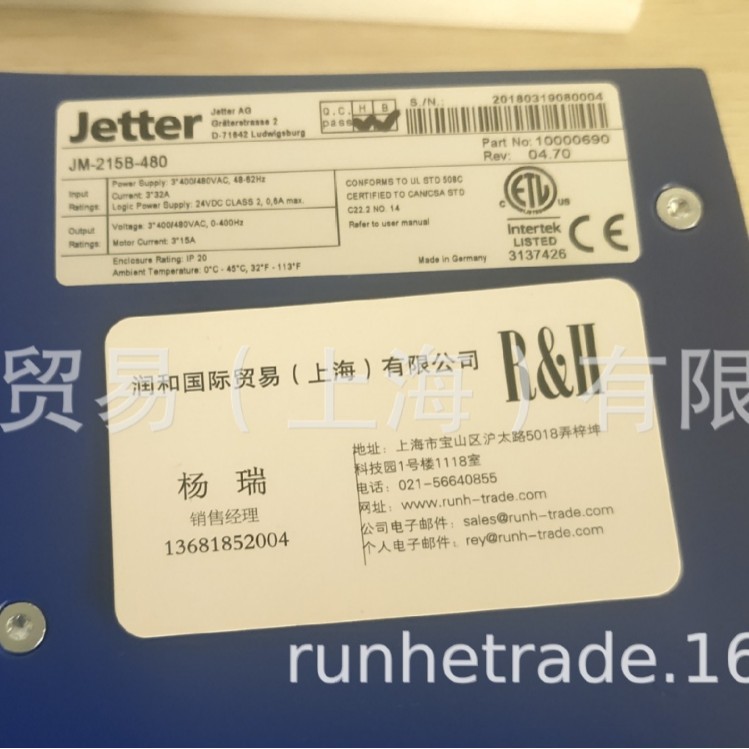 Jetter
Jetter AG
Gräterstrasse 2
D-71642 Ludwigsburg
Q.C. H B
pass
S./N.: 20180319080004
JM-215B-480
Part No: 10000690
Rev: 04.70
Input
Ratings:
Power Supply: 3*400/480VAC, 48-62Hz
Current: 3*32A
Logic Power Supply: 24VDC CLASS 2, 0,6A max.
Output
Ratings:
Voltage: 3*400/480VAC, 0-400Hz
Motor Current: 3*15A
Enclosure Rating: IP 20
Ambient Temperature: 0°C - 45°C, 32°F - 113°F
CONFORMS TO UL STD 508C
CERTIFIED TO CAN/CSA STD
C22.2 NO. 14
Refer to user manual
Made in Germany
ETL
C US
Intertek
LISTED
3137426
CE
润和国际贸易(上海)有限公司
R&H
杨 瑞
销售经理
13681852004
地址: 上海市宝山区沪太路5018弄梓坤
科技园1号楼1118室
电话: 021-56640855
网址: www.runh-trade.com
公司电子邮件: sales@runh-trade.com
个人电子邮件: rey@runh-trade.com
贸易(上海)有限
runhetrade.16